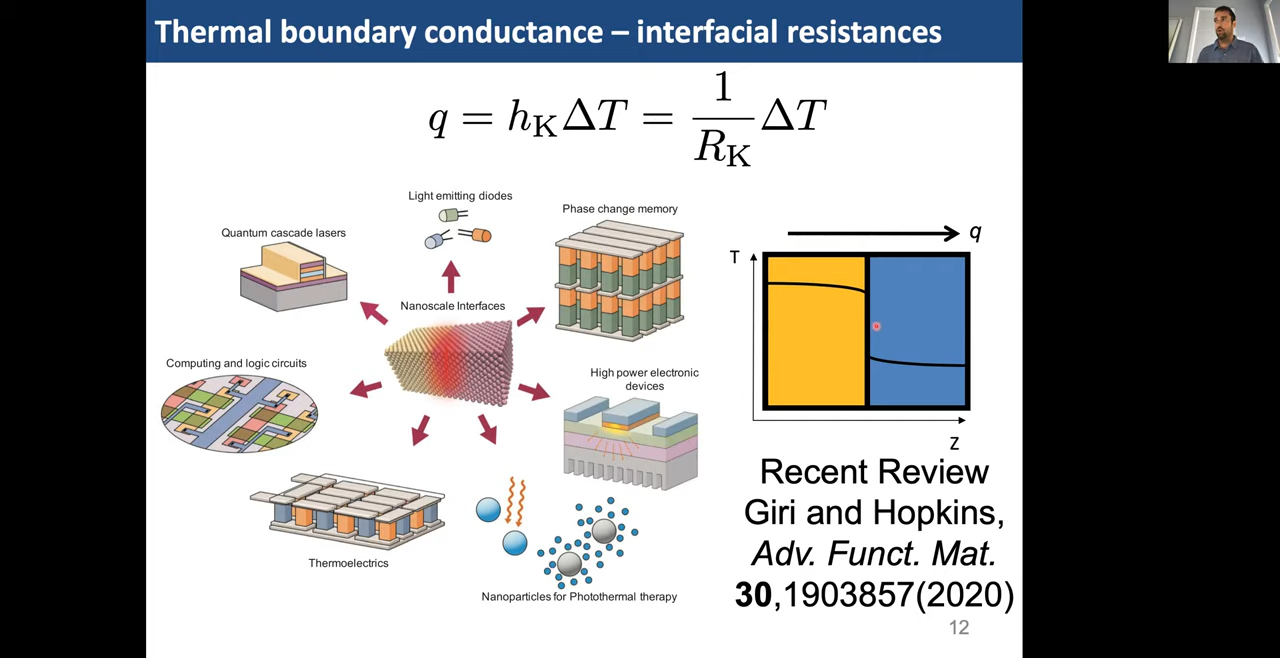 Thermal boundary conductance – interfacial resistances
q = h_K ΔT = 1/R_K ΔT
Light emitting diodes
Phase change memory
Quantum cascade lasers
Nanoscale Interfaces
Computing and logic circuits
High power electronic
devices
Thermoelectrics
Nanoparticles for Photothermal therapy
q
T
z
Recent Review
Giri and Hopkins,
Adv. Funct. Mat.
30,1903857(2020)
12